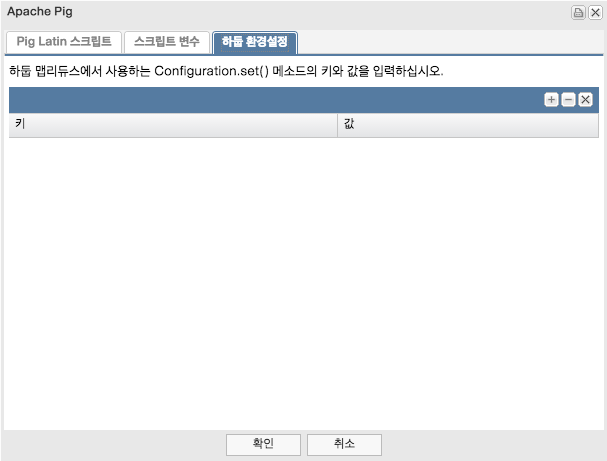 Apache Pig
Pig Latin 스크립트 스크립트 변수 하둡 환경설정
하둡 맵리듀스에서 사용하는 Configuration.set() 메소드의 키와 값을 입력하십시오.
키 값
확인 취소